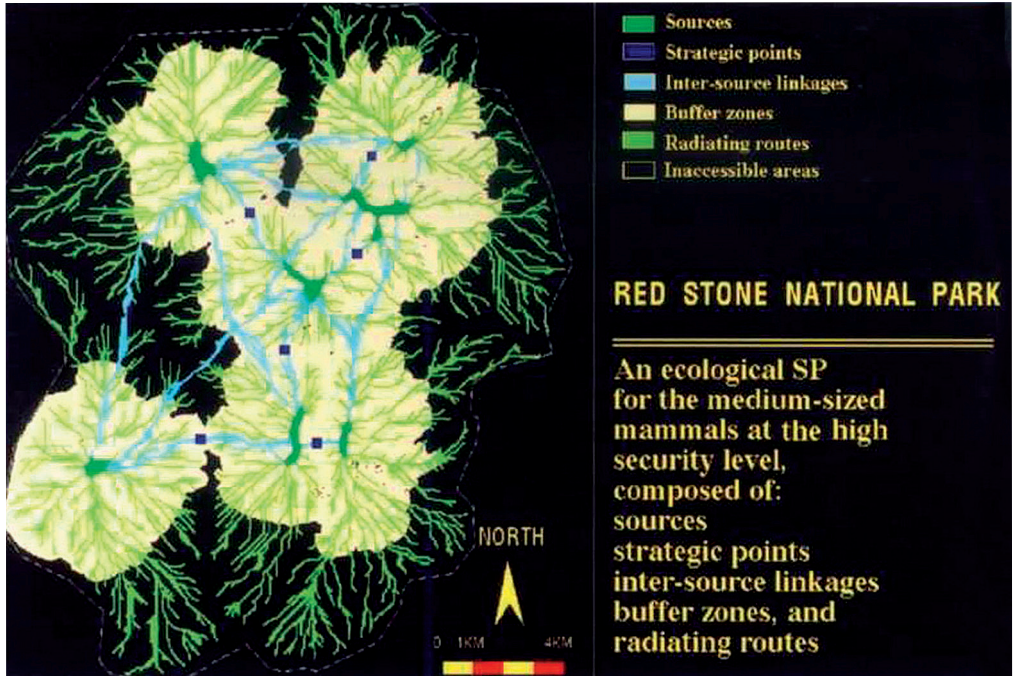 Sources
Strategic points
Inter-source linkages
Buffer zones
Radiating routes
Inaccessible areas
RED STONE NATIONAL PARK
An ecological SP
for the medium-sized
mammals at the high
security level,
composed of:
sources
strategic points
inter-source linkages
buffer zones, and
radiating routes
NORTH
0 1KM 4KM